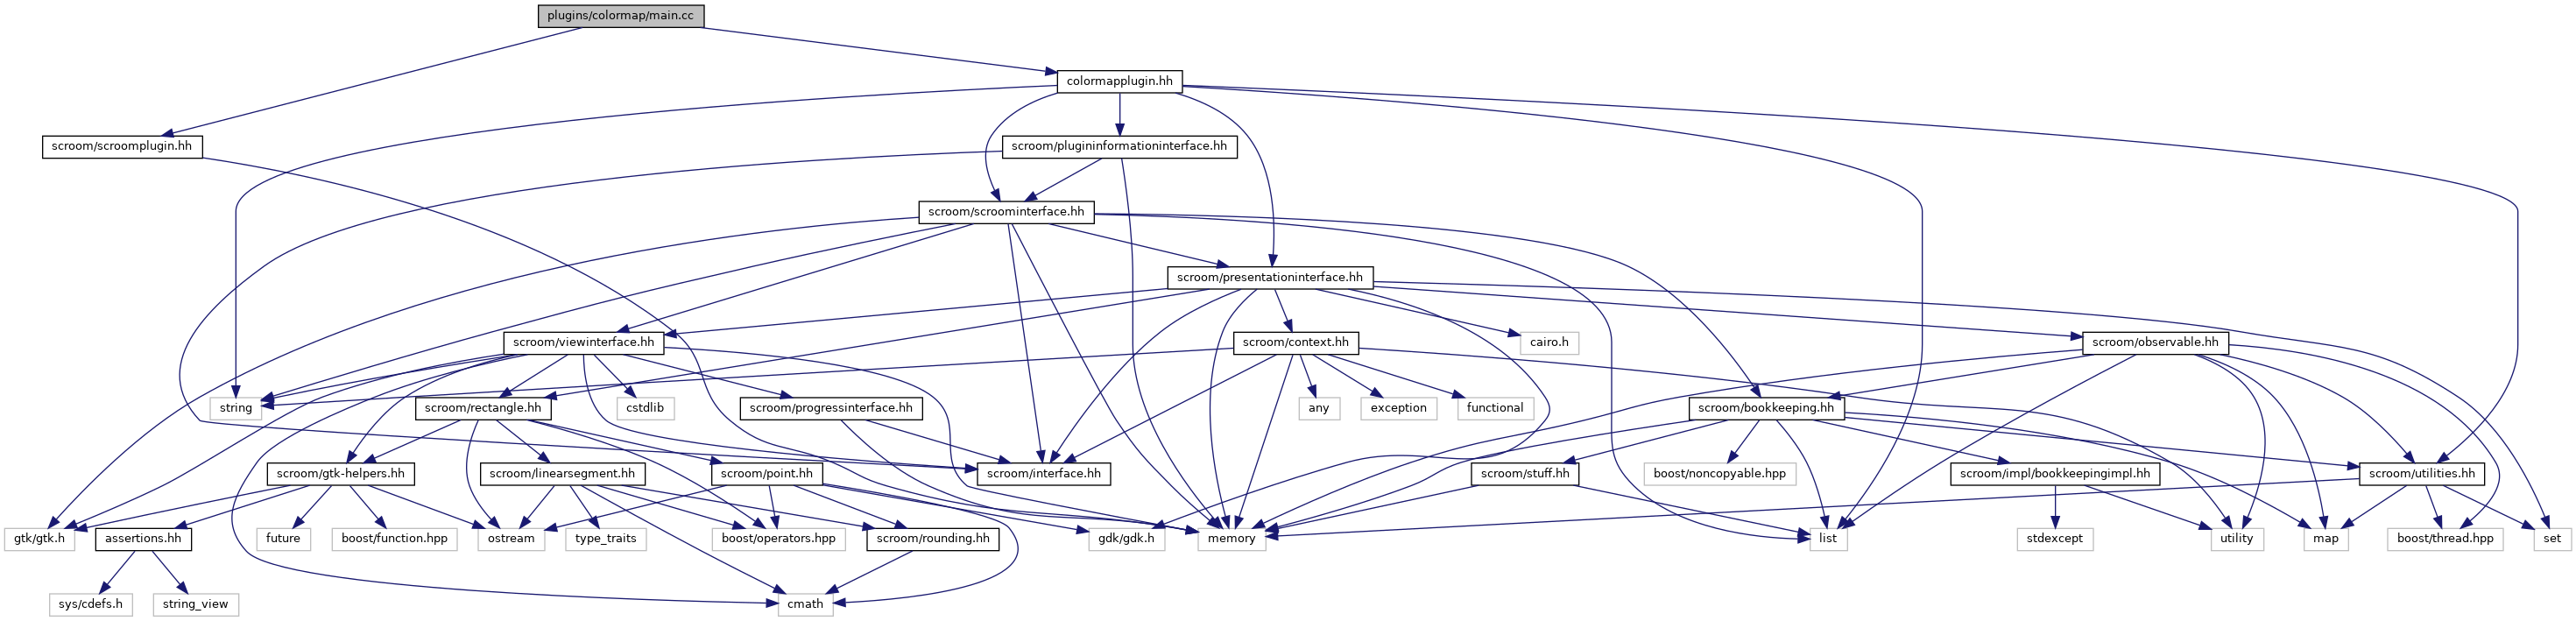 plugins/colormap/main.cc
colormapplugin.hh
scroom/scroomplugin.hh
scroom/plugininformationinterface.hh
scroom/scroominterface.hh
scroom/presentationinterface.hh
scroom/viewinterface.hh
scroom/context.hh
cairo.h
scroom/observable.hh
string
scroom/rectangle.hh
cstdlib
scroom/progressinterface.hh
any
exception
functional
scroom/bookkeeping.hh
scroom/gtk-helpers.hh
scroom/linearsegment.hh
scroom/point.hh
scroom/interface.hh
scroom/stuff.hh
boost/noncopyable.hpp
scroom/impl/bookkeepingimpl.hh
scroom/utilities.hh
gtk/gtk.h
assertions.hh
future
boost/function.hpp
ostream
type_traits
boost/operators.hpp
scroom/rounding.hh
gdk/gdk.h
memory
list
stdexcept
utility
map
boost/thread.hpp
set
sys/cdefs.h
string_view
cmath